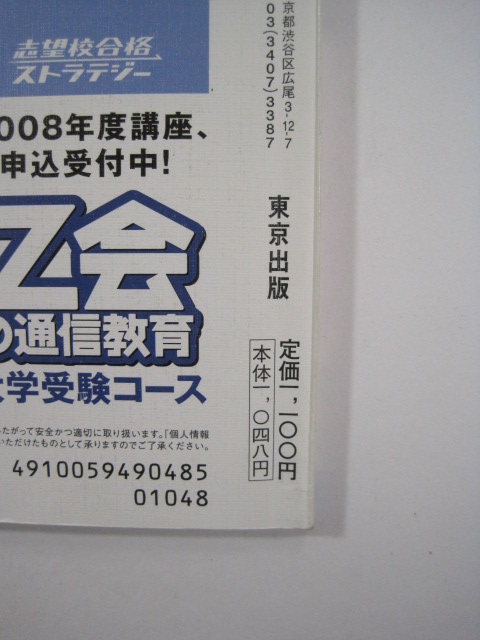 志望校合格
ストラテジー
008年度講座、
申込受付中!
Z会
の通信教育
大学受験コース
たがって安全かつ適切に取り扱います。「個人情報
いただけたものとして承りますのでご了承ください。
4910059490485
01048
京都渋谷区広尾3-12-7
03(3407)3387
東京出版
定価一,一〇〇円
本体一,〇四八円